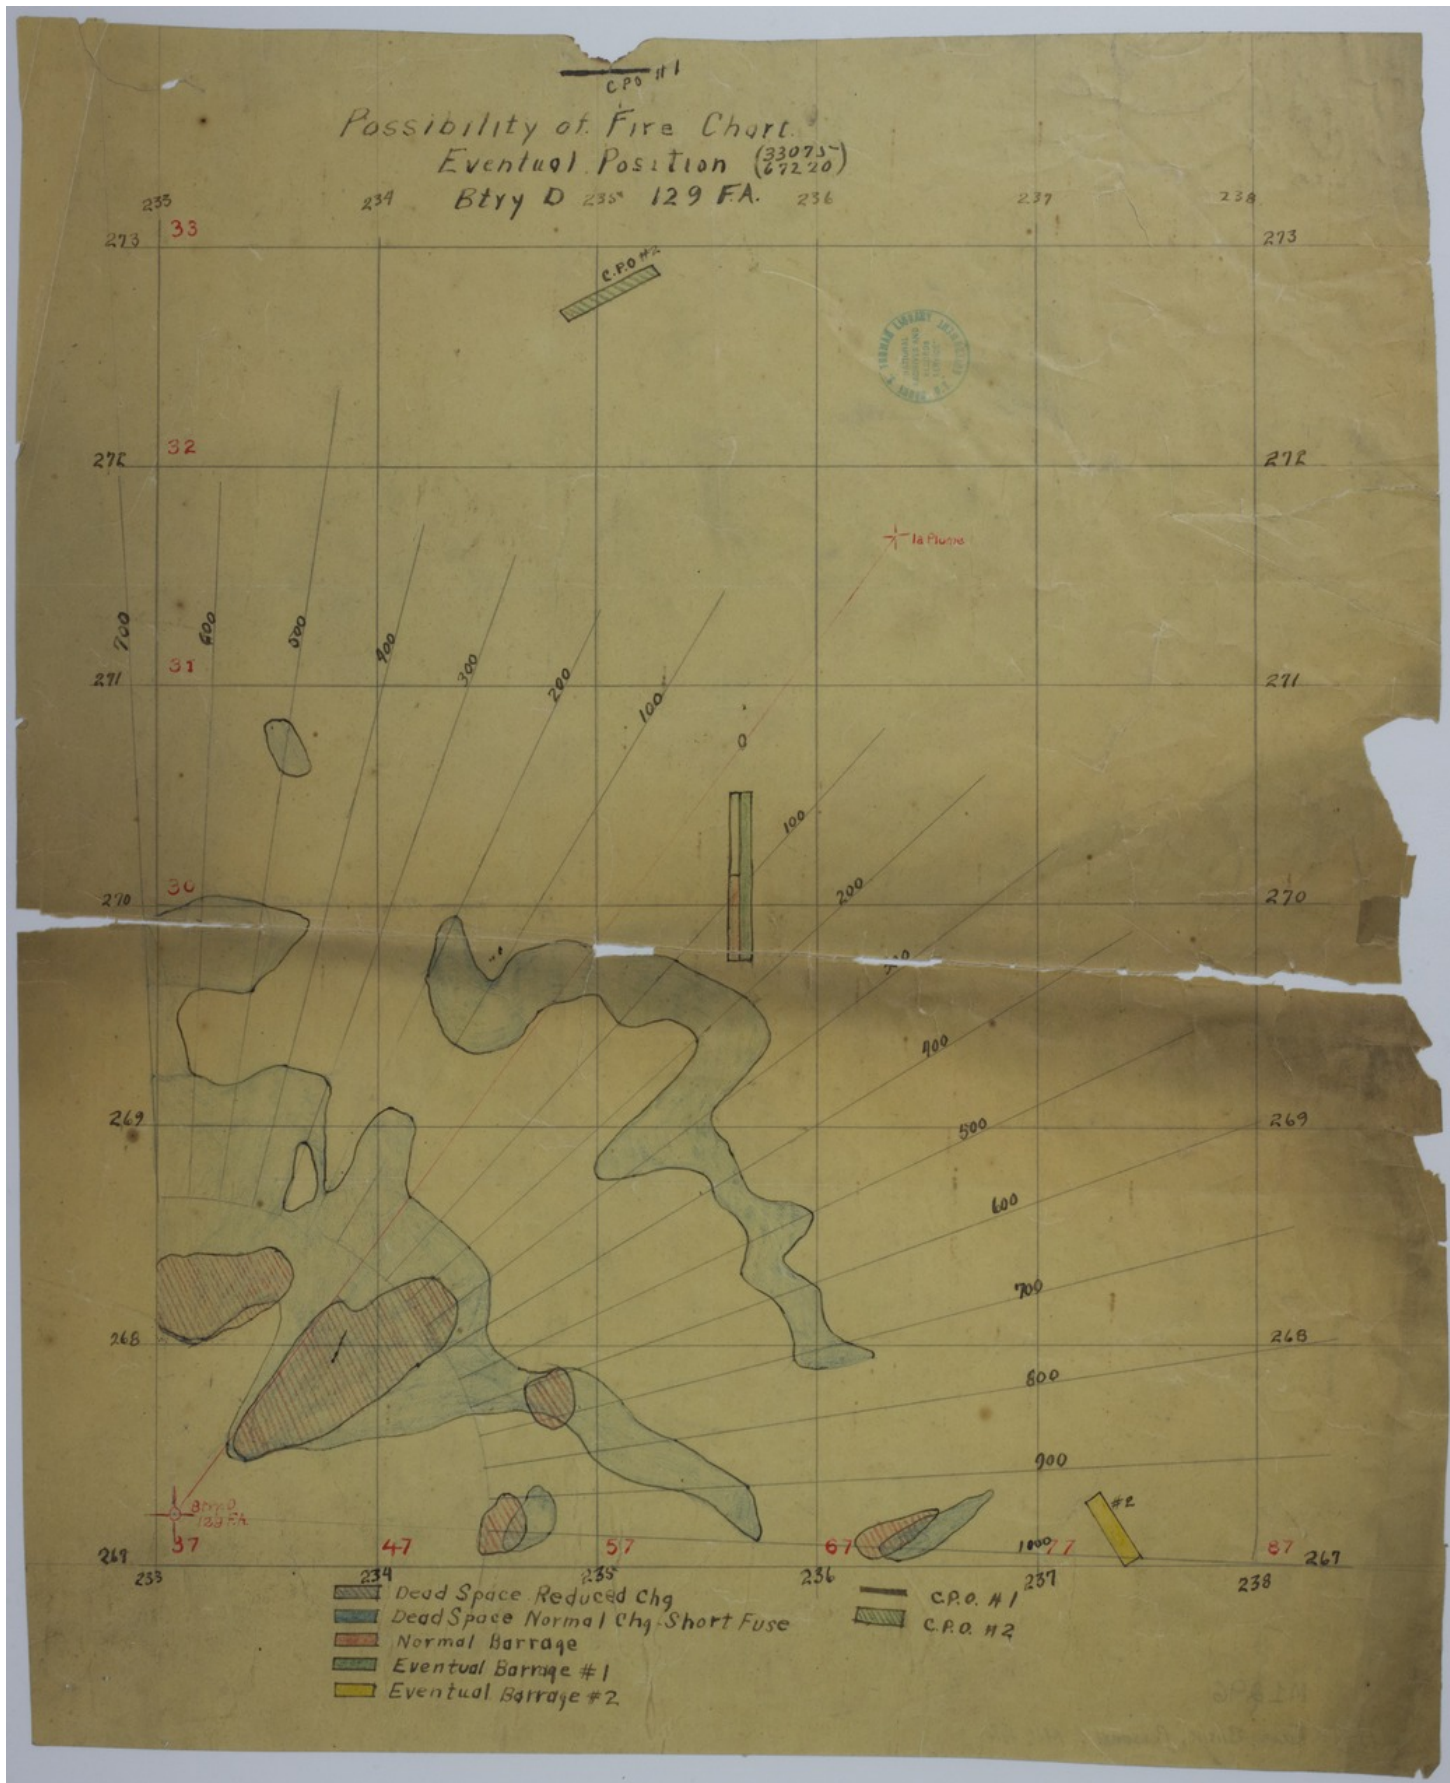 C.P.O #1
Possibility of Fire Chart.
Eventual Position (33075
67220)
Btry D 129 F.A.
233 234 235 236 237 238
33
273 273
C.P.O #2
32
272 272
la Plume
700 600 500 400 300 200 100 0
31
271 271
100
200
30
270 270
400
269 269
500
600
700
268 268
800
900
#2
Btry D
129 F.A.
1000
37 47 57 67 77 87
267 267
233 234 235 236 237 238
Dead Space Reduced Chg
Dead Space Normal Chg-Short Fuse
Normal Barrage
Eventual Barrage #1
Eventual Barrage #2
C.P.O. #1
C.P.O. #2